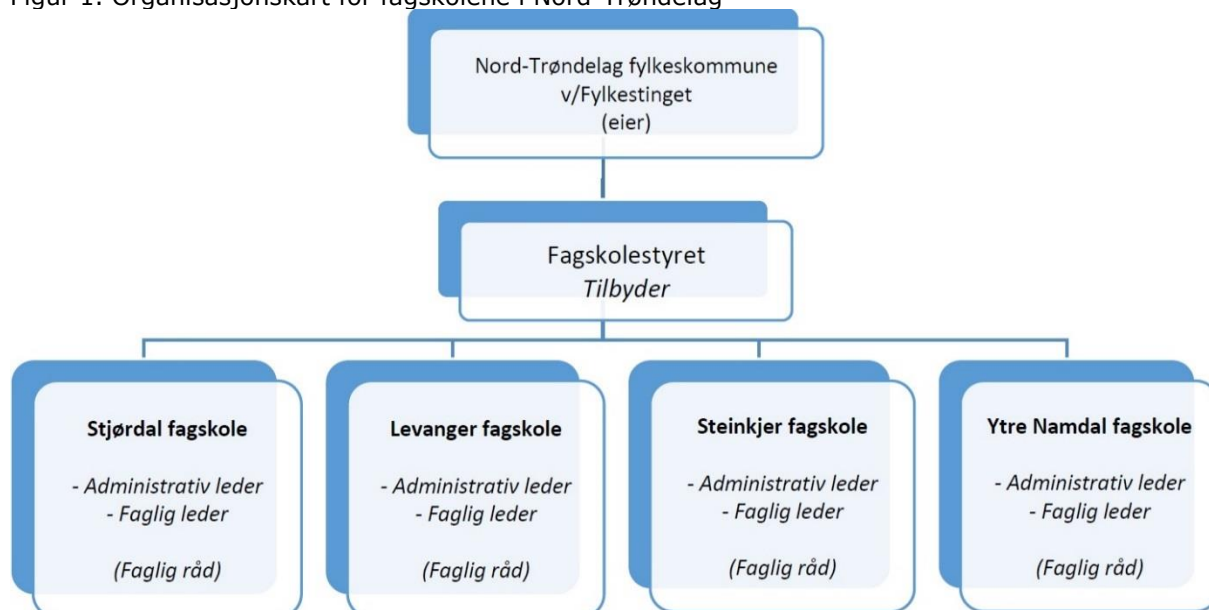 Figur 1: Organisasjonskart for fagskolene i Nord-Trøndelag
Nord-Trøndelag fylkeskommune
v/Fylkestinget
(eier)
Fagskolestyret
Tilbyder
Stjørdal fagskole
- Administrativ leder
- Faglig leder
(Faglig råd)
Levanger fagskole
- Administrativ leder
- Faglig leder
(Faglig råd)
Steinkjer fagskole
- Administrativ leder
- Faglig leder
(Faglig råd)
Ytre Namdal fagskole
- Administrativ leder
- Faglig leder
(Faglig råd)